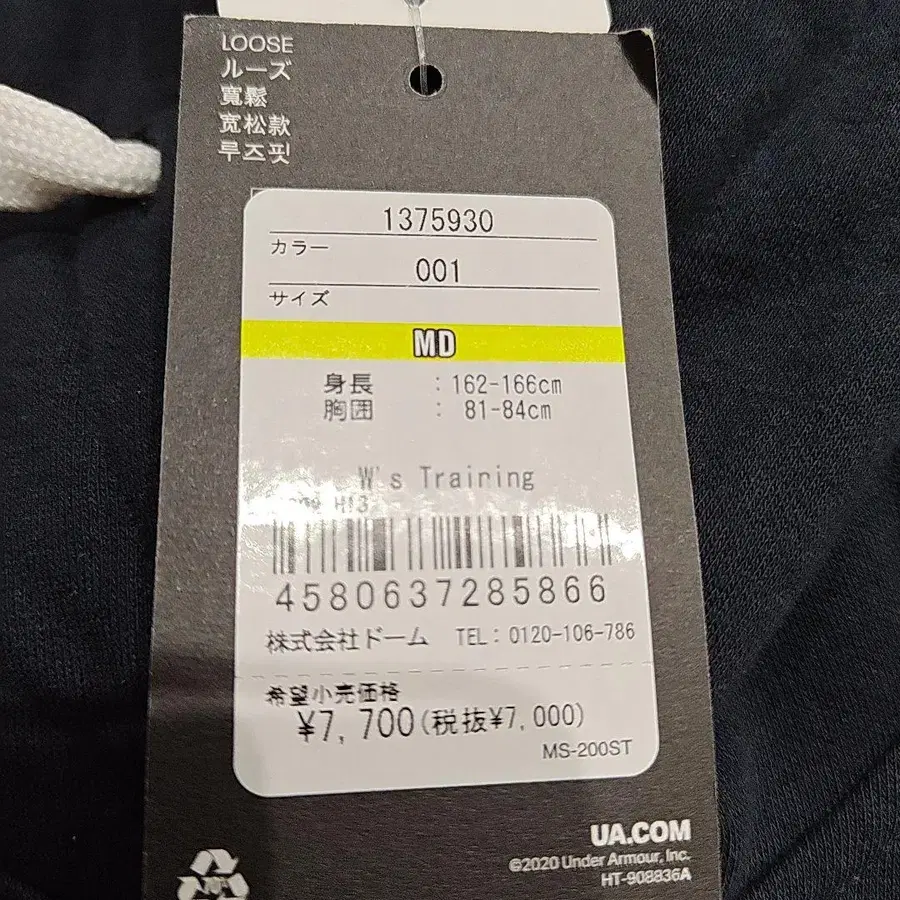 LOOSE
ルーズ
寬鬆
宽松款
루즈핏
1375930
カラー
001
サイズ
MD
身長 : 162-166cm
胸囲 : 81-84cm
W's Training
4580637285866
株式会社ドーム TEL: 0120-106-786
希望小売価格
¥7,700(税抜¥7,000)
MS-200ST
UA.COM
©2020 Under Armour, Inc.
HT-908836A